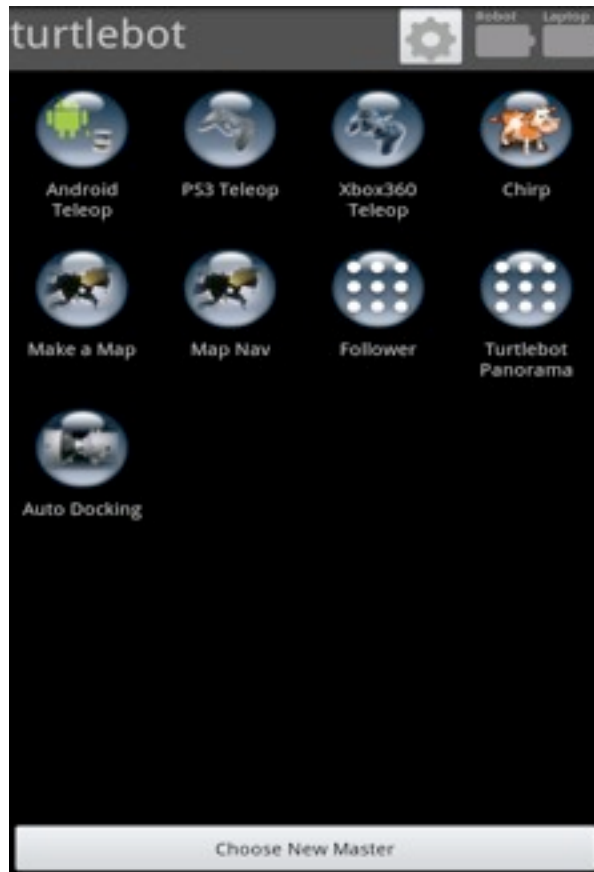 turtlebot
Robot Laptop
Android
Teleop
PS3 Teleop
Xbox360
Teleop
Chirp
Make a Map
Map Nav
Follower
Turtlebot
Panorama
Auto Docking
Choose New Master